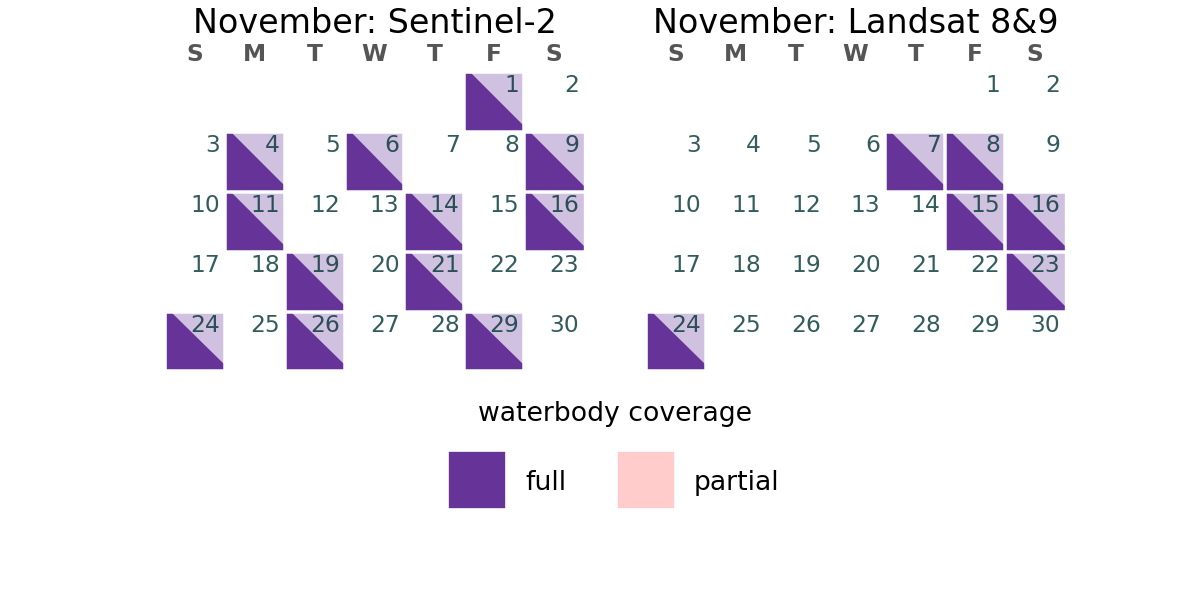 November: Sentinel-2
S M T W T F S
1 2
3 4 5 6 7 8 9
10 11 12 13 14 15 16
17 18 19 20 21 22 23
24 25 26 27 28 29 30
November: Landsat 8&9
S M T W T F S
1 2
3 4 5 6 7 8 9
10 11 12 13 14 15 16
17 18 19 20 21 22 23
24 25 26 27 28 29 30
waterbody coverage
full partial